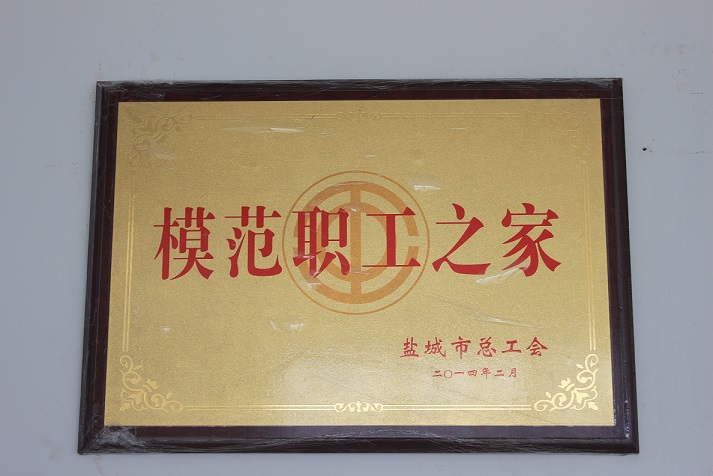 模范职工之家
盐城市总工会
二〇一四年二月